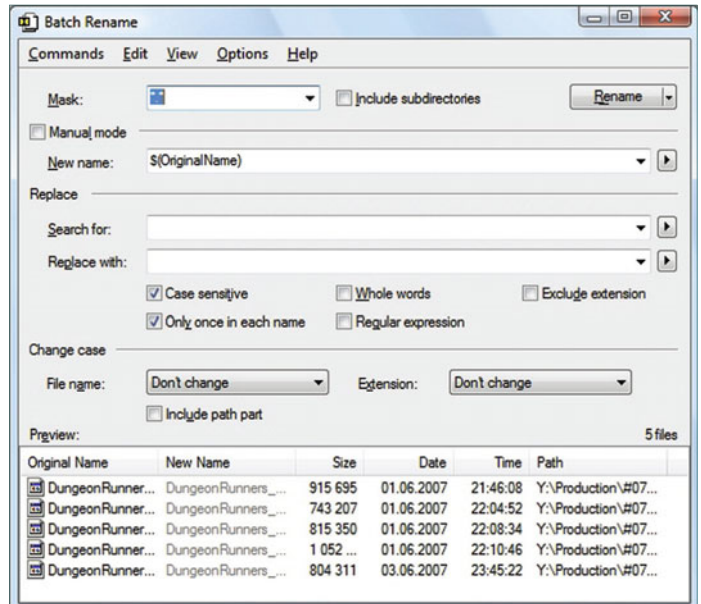 Batch Rename
Commands Edit View Options Help
Mask: Include subdirectories Rename
Manual mode
New name: $(OriginalName)
Replace
Search for:
Replace with:
Case sensitive Whole words Exclude extension
Only once in each name Regular expression
Change case
File name: Don't change Extension: Don't change
Include path part
Preview: 5 files
Original Name New Name Size Date Time Path
DungeonRunner... DungeonRunners_... 915 695 01.06.2007 21:46:08 Y:\Production\#07...
DungeonRunner... DungeonRunners_... 743 207 01.06.2007 22:04:52 Y:\Production\#07...
DungeonRunner... DungeonRunners_... 815 350 01.06.2007 22:08:34 Y:\Production\#07...
DungeonRunner... DungeonRunners_... 1 052 ... 01.06.2007 22:10:46 Y:\Production\#07...
DungeonRunner... DungeonRunners_... 804 311 03.06.2007 23:45:22 Y:\Production\#07...